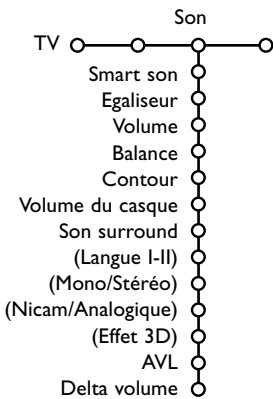 Son
TV
Smart son
Egaliseur
Volume
Balance
Contour
Volume du casque
Son surround
(Langue I-II)
(Mono/Stéréo)
(Nicam/Analogique)
(Effet 3D)
AVL
Delta volume